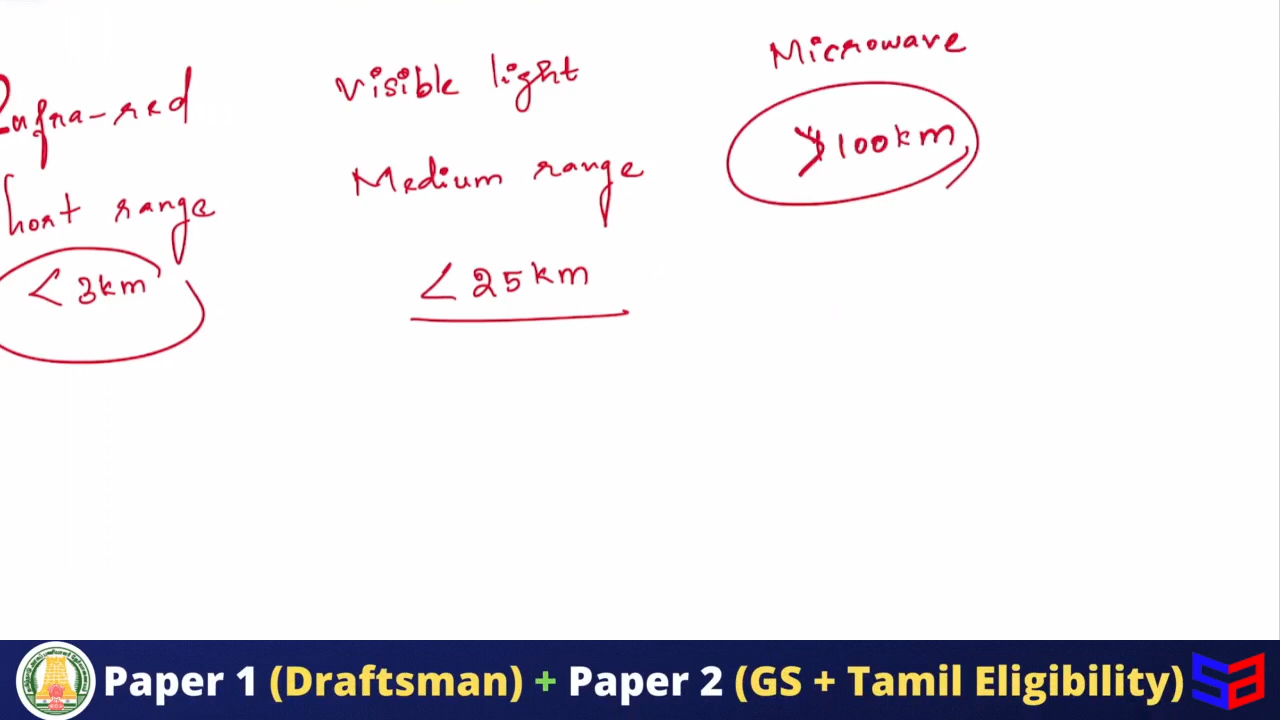 Infra-red
Visible light
Microwave
Short range
Medium range
> 100km
< 3km
< 25km
Paper 1 (Draftsman) + Paper 2 (GS + Tamil Eligibility)
SA